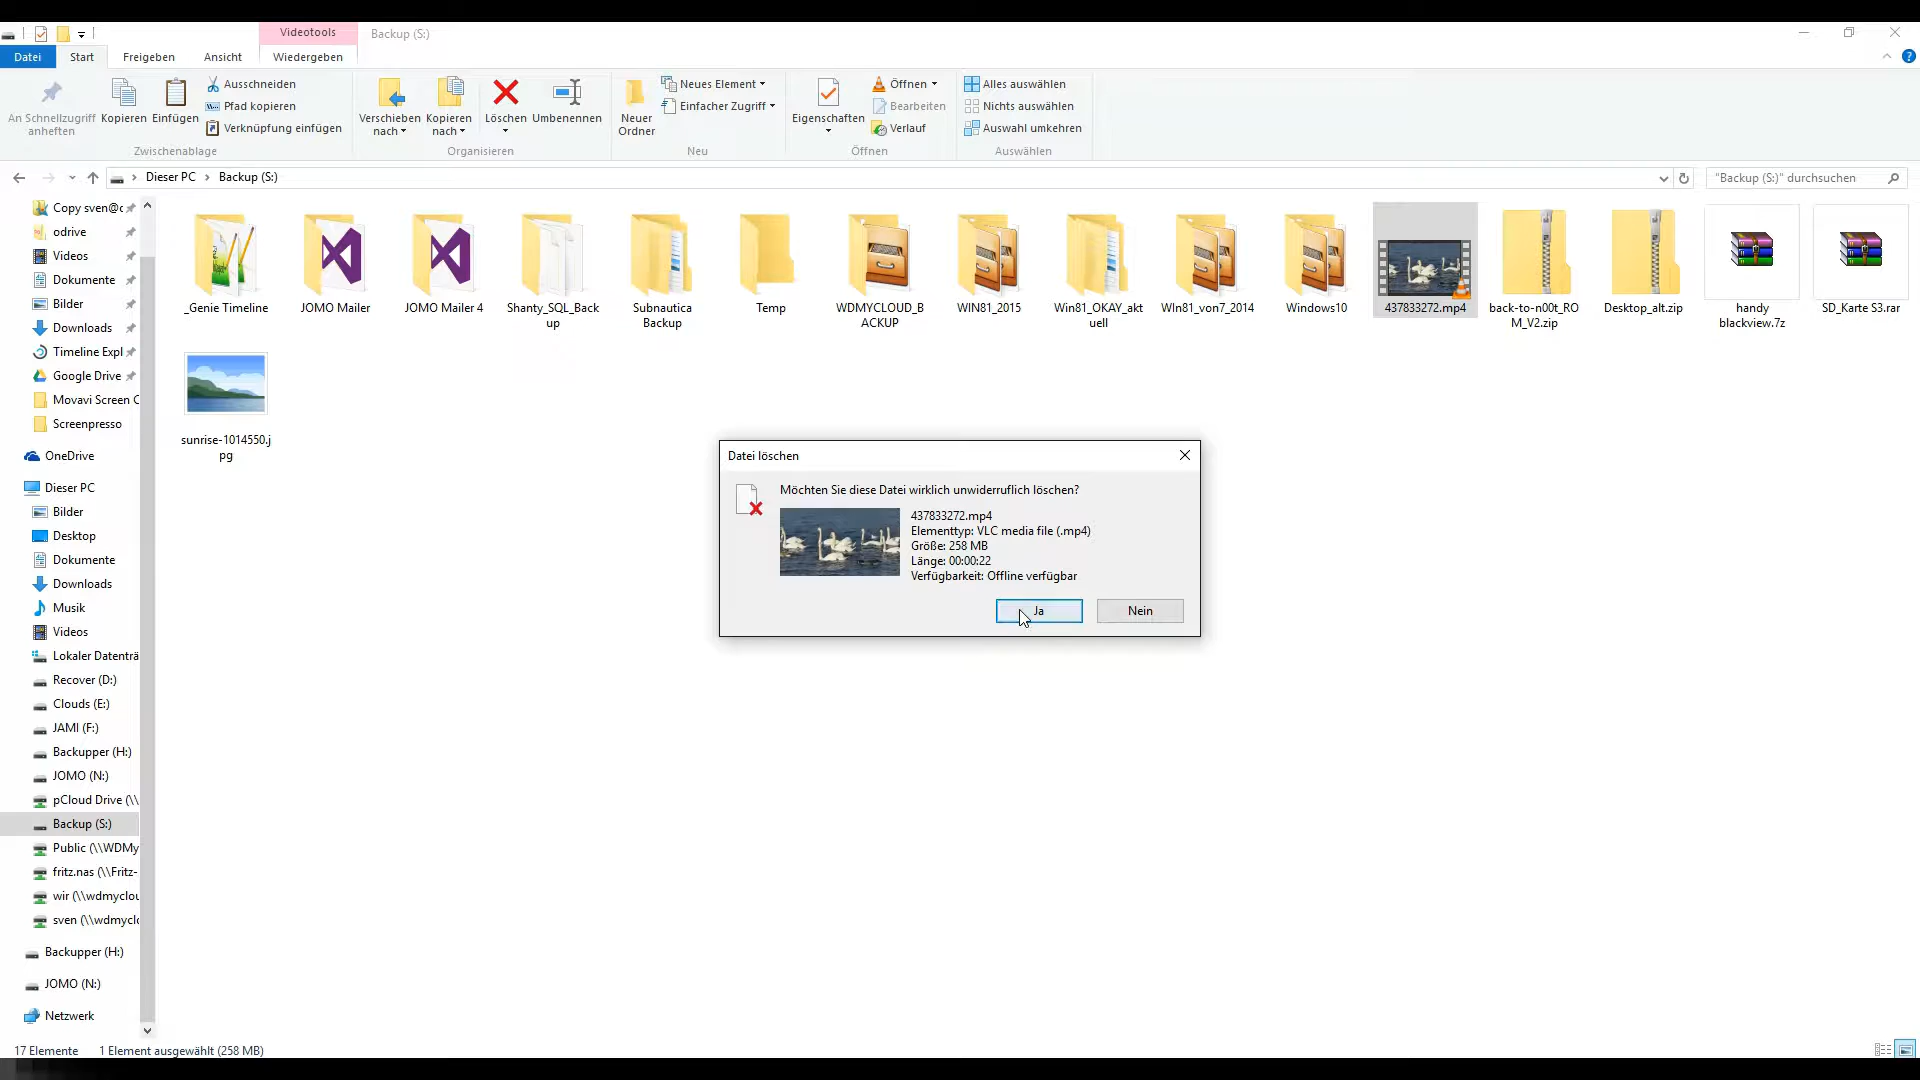 Videotools
Backup (S:)
Datei
Start
Freigeben
Ansicht
Wiedergeben
An Schnellzugriff
anheften
Kopieren
Einfügen
Ausschneiden
Pfad kopieren
Verknüpfung einfügen
Zwischenablage
Verschieben
nach
Kopieren
nach
Löschen
Umbenennen
Organisieren
Neuer
Ordner
Neues Element
Einfacher Zugriff
Neu
Eigenschaften
Öffnen
Bearbeiten
Verlauf
Öffnen
Alles auswählen
Nichts auswählen
Auswahl umkehren
Auswählen
Dieser PC
Backup (S:)
"Backup (S:)" durchsuchen
Copy sven@c
odrive
Videos
Dokumente
Bilder
Downloads
Timeline Expl
Google Drive
Movavi Screen C
Screenpresso
OneDrive
Dieser PC
Bilder
Desktop
Dokumente
Downloads
Musik
Videos
Lokaler Datenträ
Recover (D:)
Clouds (E:)
JAMI (F:)
Backupper (H:)
JOMO (N:)
pCloud Drive (\\
Backup (S:)
Public (\\WDMy
fritz.nas (\\Fritz-
wir (\\wdmyclou
sven (\\wdmyclo
Backupper (H:)
JOMO (N:)
Netzwerk
_Genie Timeline
JOMO Mailer
JOMO Mailer 4
Shanty_SQL_Back
up
Subnautica
Backup
Temp
WDMYCLOUD_B
ACKUP
WIN81_2015
Win81_OKAY_akt
uell
WIn81_von7_2014
Windows10
437833272.mp4
back-to-n00t_RO
M_V2.zip
Desktop_alt.zip
handy
blackview.7z
SD_Karte S3.rar
sunrise-1014550.j
pg
Datei löschen
Möchten Sie diese Datei wirklich unwiderruflich löschen?
437833272.mp4
Elementtyp: VLC media file (.mp4)
Größe: 258 MB
Länge: 00:00:22
Verfügbarkeit: Offline verfügbar
Ja
Nein
17 Elemente
1 Element ausgewählt (258 MB)